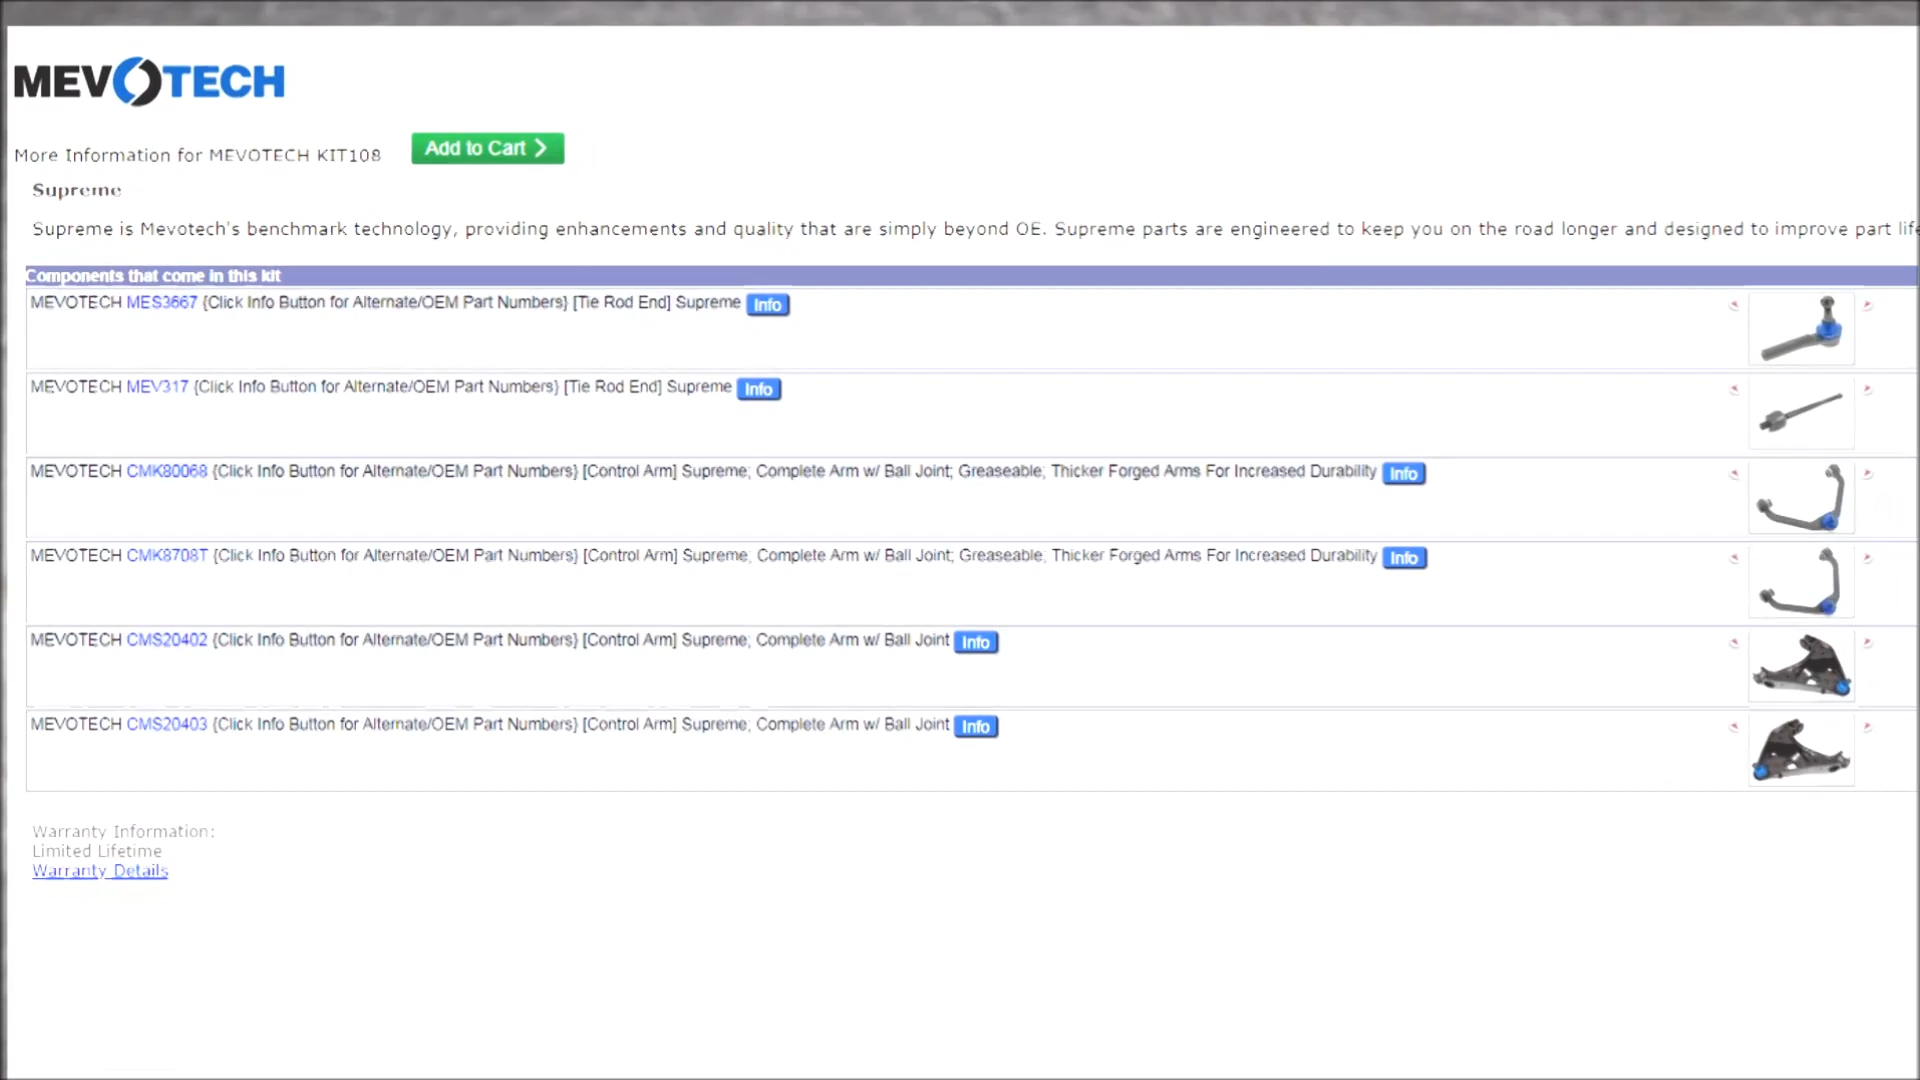 MEVOTECH
More Information for MEVOTECH KIT108
Add to Cart
Supreme
Supreme is Mevotech's benchmark technology, providing enhancements and quality that are simply beyond OE. Supreme parts are engineered to keep you on the road longer and designed to improve part life
Components that come in this kit
MEVOTECH MES3667 {Click Info Button for Alternate/OEM Part Numbers} [Tie Rod End] Supreme Info
MEVOTECH MEV317 {Click Info Button for Alternate/OEM Part Numbers} [Tie Rod End] Supreme Info
MEVOTECH CMK80068 {Click Info Button for Alternate/OEM Part Numbers} [Control Arm] Supreme; Complete Arm w/ Ball Joint; Greaseable; Thicker Forged Arms For Increased Durability Info
MEVOTECH CMK8708T {Click Info Button for Alternate/OEM Part Numbers} [Control Arm] Supreme; Complete Arm w/ Ball Joint; Greaseable; Thicker Forged Arms For Increased Durability Info
MEVOTECH CMS20402 {Click Info Button for Alternate/OEM Part Numbers} [Control Arm] Supreme; Complete Arm w/ Ball Joint Info
MEVOTECH CMS20403 {Click Info Button for Alternate/OEM Part Numbers} [Control Arm] Supreme; Complete Arm w/ Ball Joint Info
Warranty Information:
Limited Lifetime
Warranty Details